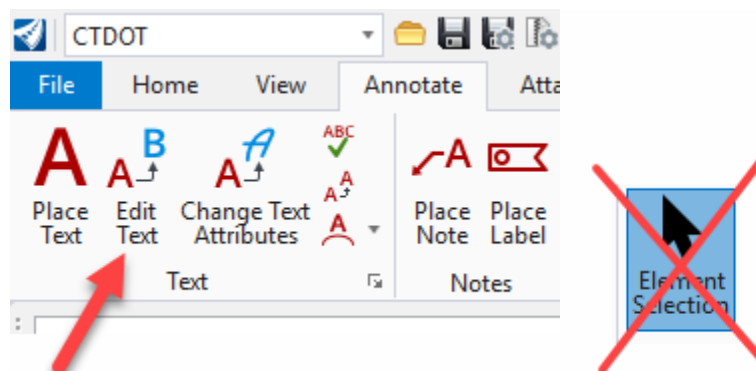 CTDOT
File Home View Annotate Atta
ABC
Place Text
Edit Text
Change Text Attributes
Place Note
Place Label
Text
Notes
Element
Selection